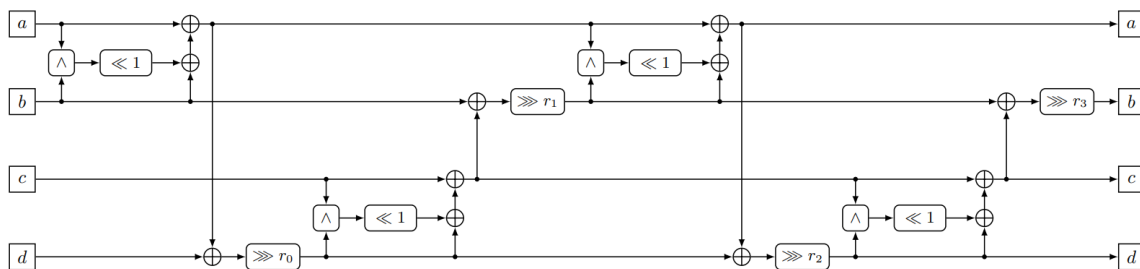 a ⊕ ⊕ a
∧ ≪ 1 ⊕ ∧ ≪ 1 ⊕
b ⊕ ⋙ r₁ ⊕ ⋙ r₃ b
c ⊕ ⊕ c
∧ ≪ 1 ⊕ ∧ ≪ 1 ⊕
d ⊕ ⋙ r₀ ⊕ ⋙ r₂ d